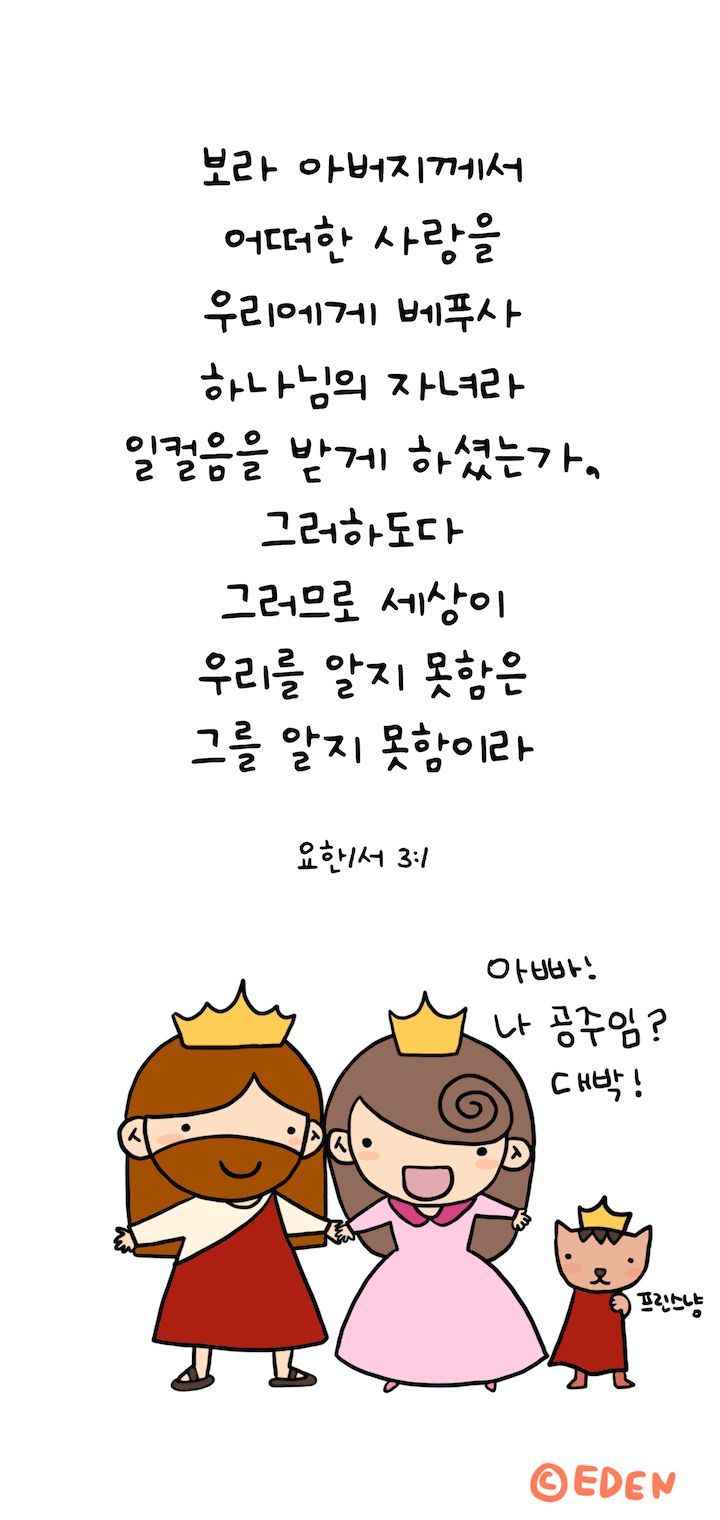 보라 아버지께서
어떠한 사랑을
우리에게 베푸사
하나님의 자녀라
일컬음을 받게 하셨는가,
그러하도다
그러므로 세상이
우리를 알지 못함은
그를 알지 못함이라
요한1서 3:1
아빠!
나 공주임?
대박!
프린스냥
©EDEN